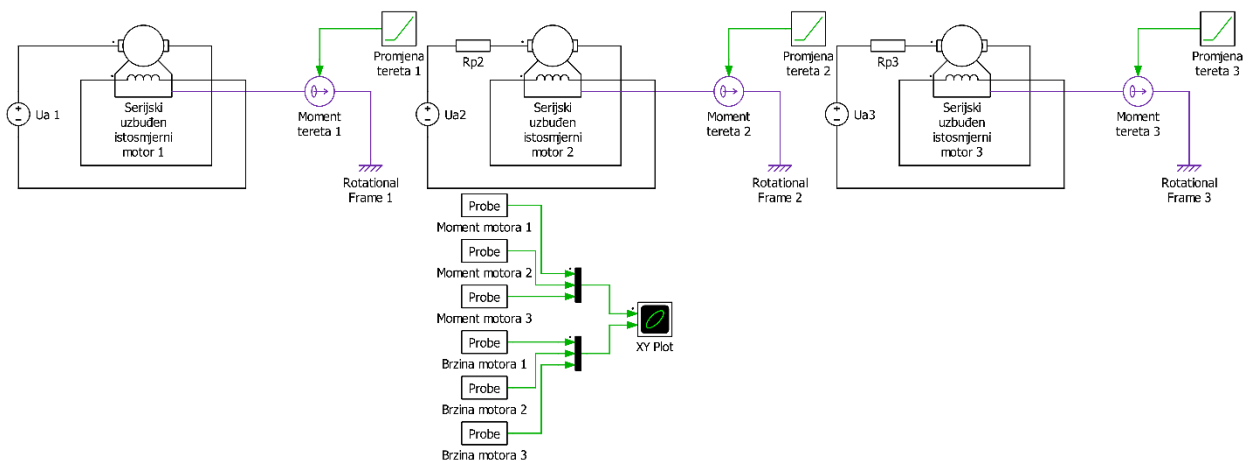 Promjena
tereta 1
Ua 1
Serijski
uzbuđen
istosmjerni
motor 1
Moment
tereta 1
Rotational
Frame 1
Rp2
Promjena
tereta 2
Ua2
Serijski
uzbuđen
istosmjerni
motor 2
Moment
tereta 2
Rotational
Frame 2
Rp3
Promjena
tereta 3
Ua3
Serijski
uzbuđen
istosmjerni
motor 3
Moment
tereta 3
Rotational
Frame 3
Probe
Moment motora 1
Probe
Moment motora 2
Probe
Moment motora 3
Probe
Brzina motora 1
Probe
Brzina motora 2
Probe
Brzina motora 3
XY Plot